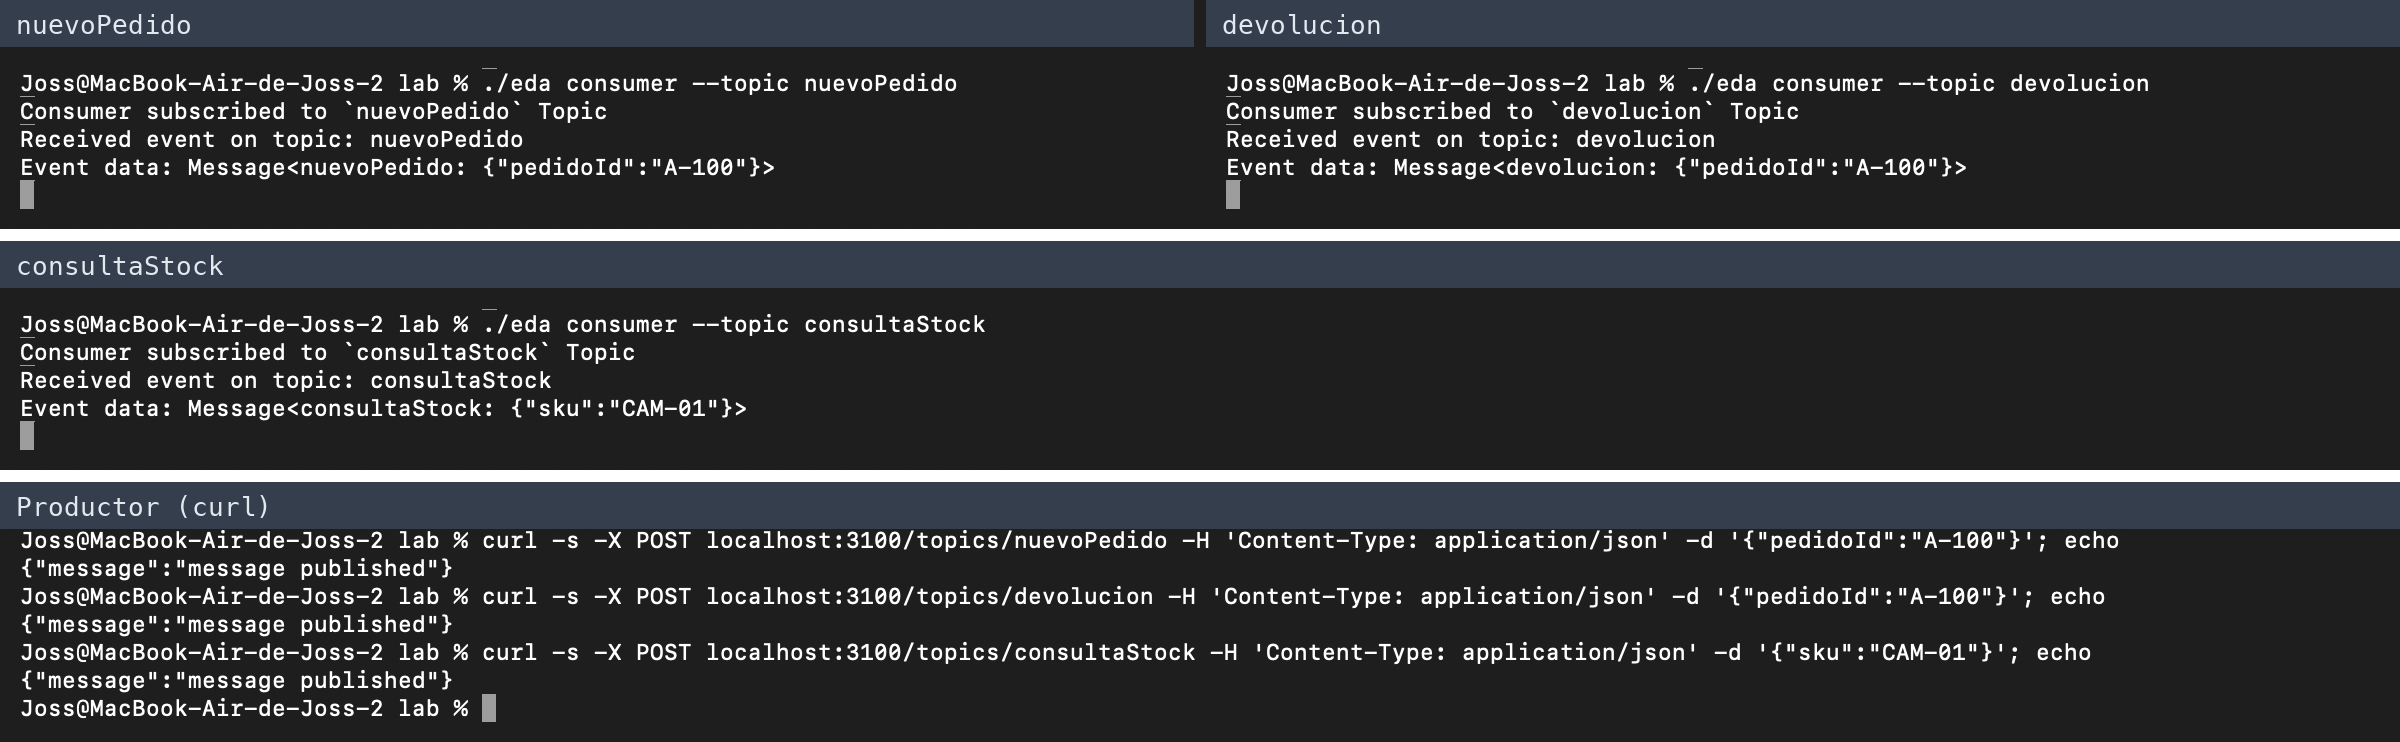 nuevoPedido
Joss@MacBook-Air-de-Joss-2 lab % ./eda consumer --topic nuevoPedido
Consumer subscribed to `nuevoPedido` Topic
Received event on topic: nuevoPedido
Event data: Message<nuevoPedido: {"pedidoId":"A-100"}>
devolucion
Joss@MacBook-Air-de-Joss-2 lab % ./eda consumer --topic devolucion
Consumer subscribed to `devolucion` Topic
Received event on topic: devolucion
Event data: Message<devolucion: {"pedidoId":"A-100"}>
consultaStock
Joss@MacBook-Air-de-Joss-2 lab % ./eda consumer --topic consultaStock
Consumer subscribed to `consultaStock` Topic
Received event on topic: consultaStock
Event data: Message<consultaStock: {"sku":"CAM-01"}>
Productor (curl)
Joss@MacBook-Air-de-Joss-2 lab % curl -s -X POST localhost:3100/topics/nuevoPedido -H 'Content-Type: application/json' -d '{"pedidoId":"A-100"}'; echo
{"message":"message published"}
Joss@MacBook-Air-de-Joss-2 lab % curl -s -X POST localhost:3100/topics/devolucion -H 'Content-Type: application/json' -d '{"pedidoId":"A-100"}'; echo
{"message":"message published"}
Joss@MacBook-Air-de-Joss-2 lab % curl -s -X POST localhost:3100/topics/consultaStock -H 'Content-Type: application/json' -d '{"sku":"CAM-01"}'; echo
{"message":"message published"}
Joss@MacBook-Air-de-Joss-2 lab %